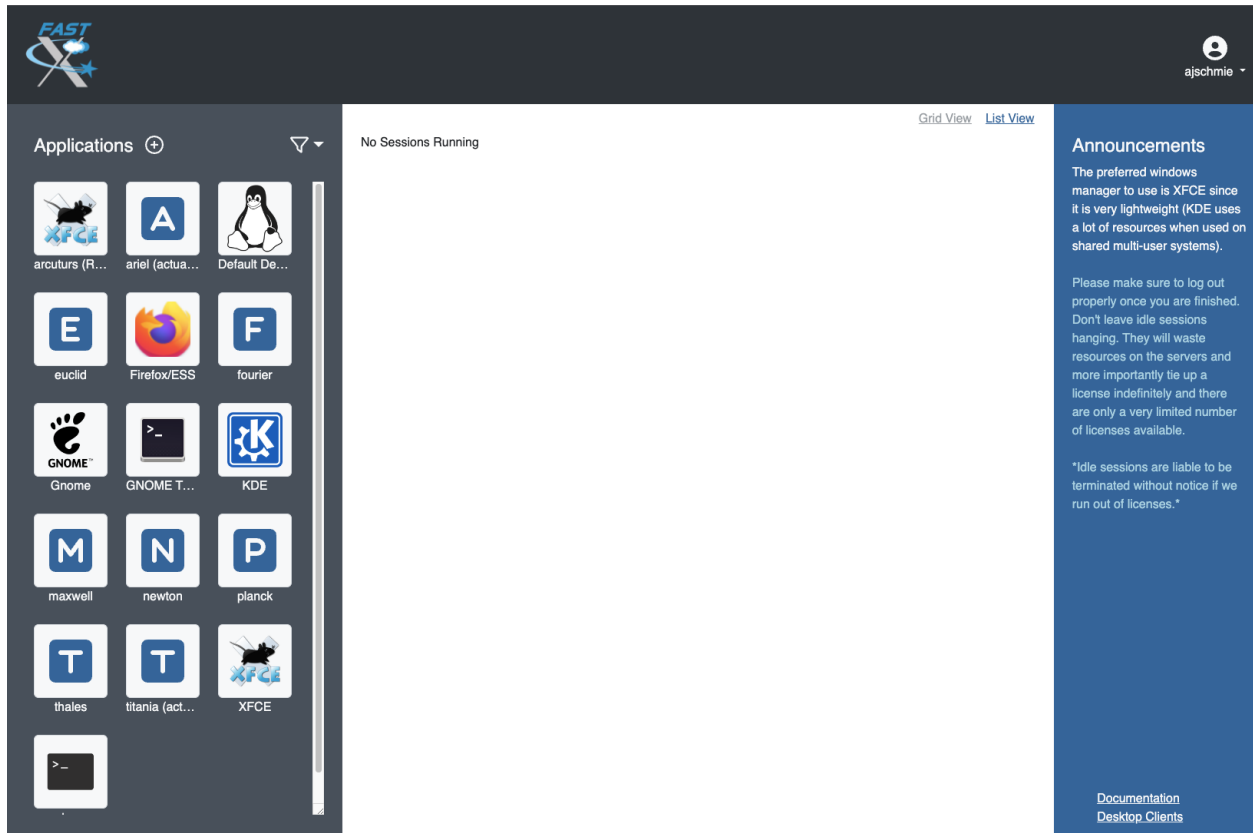 FAST
X
ajschmie
Applications
Grid View List View
No Sessions Running
XFCE
A
arcuturs (R...
ariel (actua...
Default De...
E
F
euclid
Firefox/ESS
fourier
GNOME™
>_
K
Gnome
GNOME T...
KDE
M
N
P
maxwell
newton
planck
T
T
XFCE
thales
titania (act...
XFCE
>_
Announcements
The preferred windows
manager to use is XFCE since
it is very lightweight (KDE uses
a lot of resources when used on
shared multi-user systems).
Please make sure to log out
properly once you are finished.
Don't leave idle sessions
hanging. They will waste
resources on the servers and
more importantly tie up a
license indefinitely and there
are only a very limited number
of licenses available.
*Idle sessions are liable to be
terminated without notice if we
run out of licenses.*
Documentation
Desktop Clients